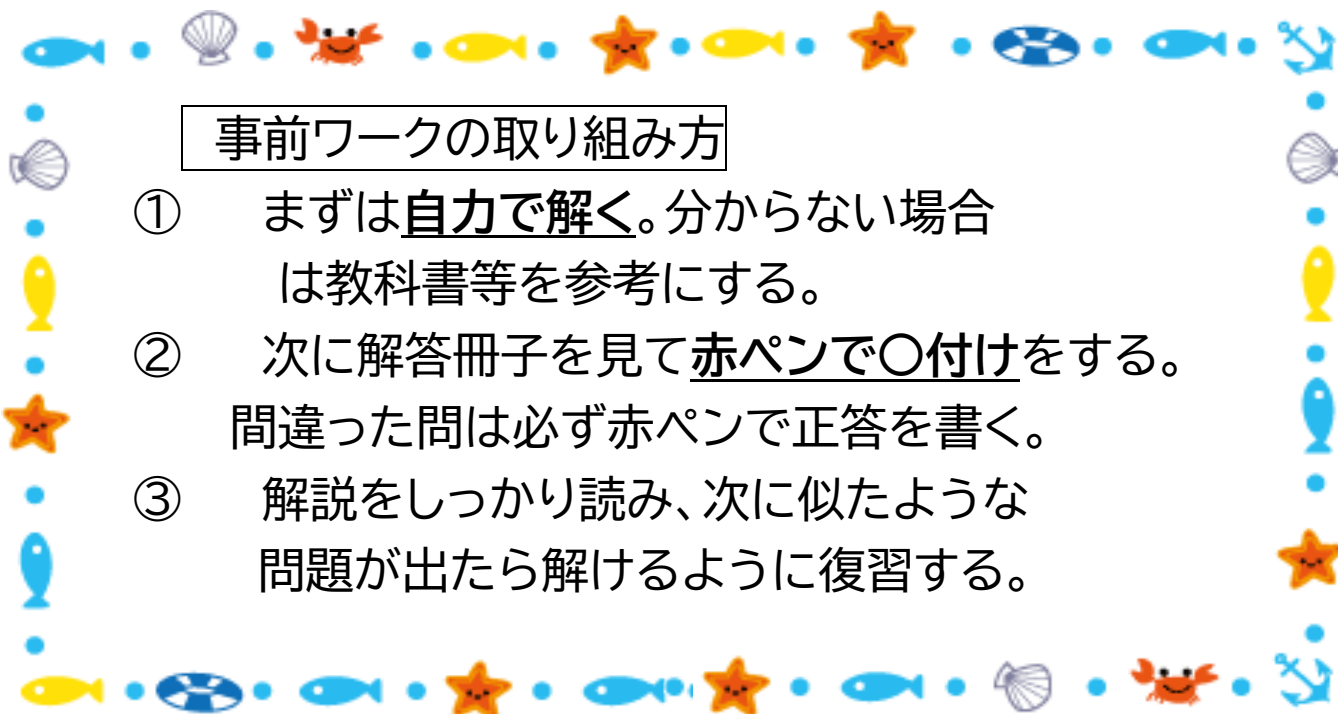 事前ワークの取り組み方
① まずは自力で解く。分からない場合
は教科書等を参考にする。
② 次に解答冊子を見て赤ペンで〇付けをする。
間違った問は必ず赤ペンで正答を書く。
③ 解説をしっかり読み、次に似たような
問題が出たら解けるように復習する。